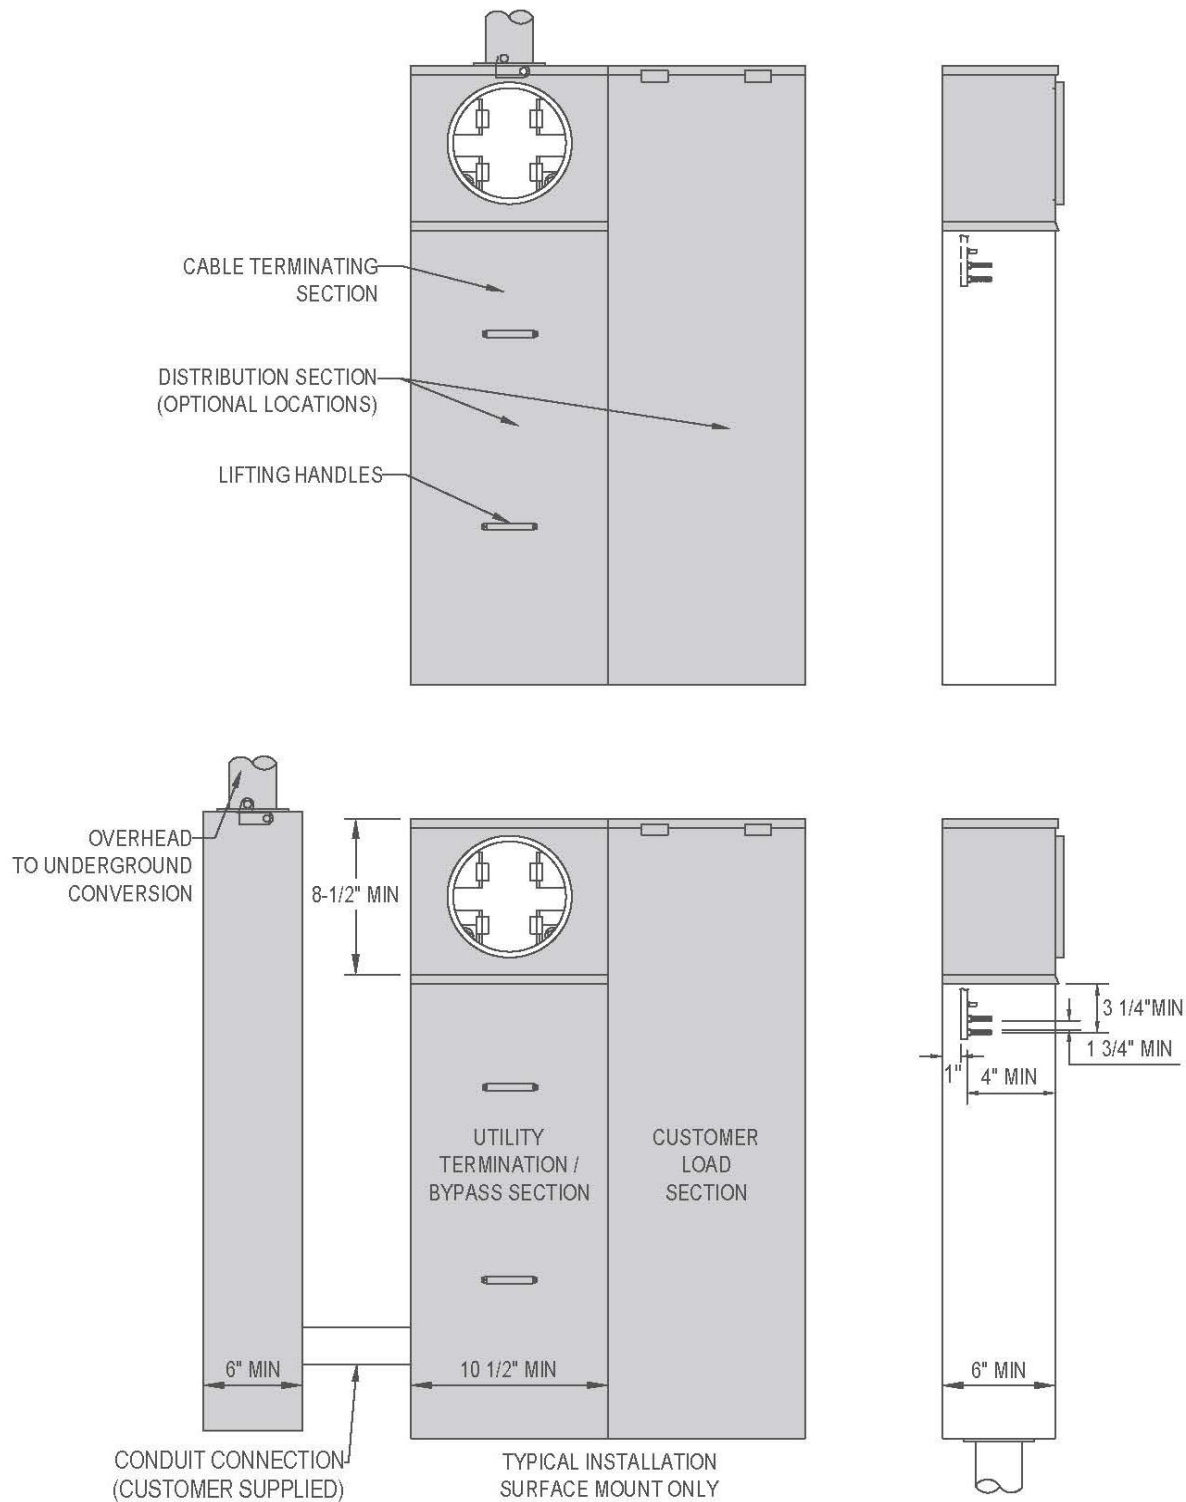 CABLE TERMINATING
SECTION
DISTRIBUTION SECTION
(OPTIONAL LOCATIONS)
LIFTING HANDLES
OVERHEAD
TO UNDERGROUND
CONVERSION
8-1/2" MIN
3 1/4"MIN
1 3/4" MIN
1"
4" MIN
UTILITY
TERMINATION /
BYPASS SECTION
CUSTOMER
LOAD
SECTION
6" MIN
10 1/2" MIN
6" MIN
CONDUIT CONNECTION
(CUSTOMER SUPPLIED)
TYPICAL INSTALLATION
SURFACE MOUNT ONLY